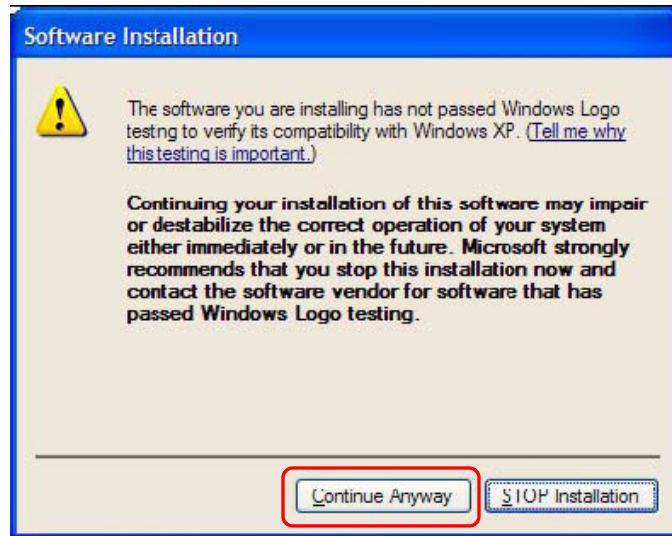 Software Installation
The software you are installing has not passed Windows Logo
testng to verify its compatibility with Windows XP. (Tell me why
this testing is important.)
Continuing your installation of this software may impair
or destabilize the correct operation of your system
either immediately or in the future. Microsoft strongly
recommends that you stop this installation now and
contact the software vendor for software that has
passed Windows Logo testing.
Continue Anyway STOP Installation